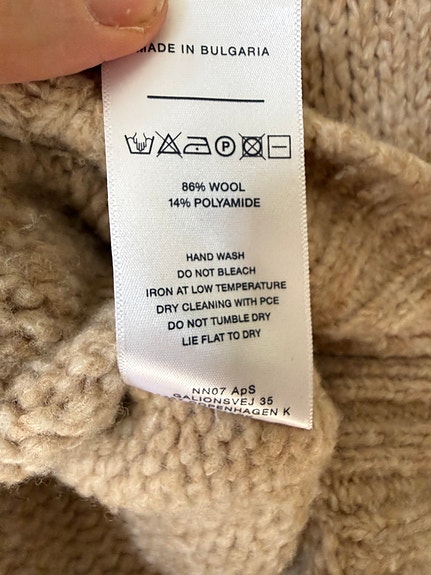 MADE IN BULGARIA
P
86% WOOL
14% POLYAMIDE
HAND WASH
DO NOT BLEACH
IRON AT LOW TEMPERATURE
DRY CLEANING WITH PCE
DO NOT TUMBLE DRY
LIE FLAT TO DRY
NN07 ApS
GALIONSVEJ 35
COPENHAGEN K